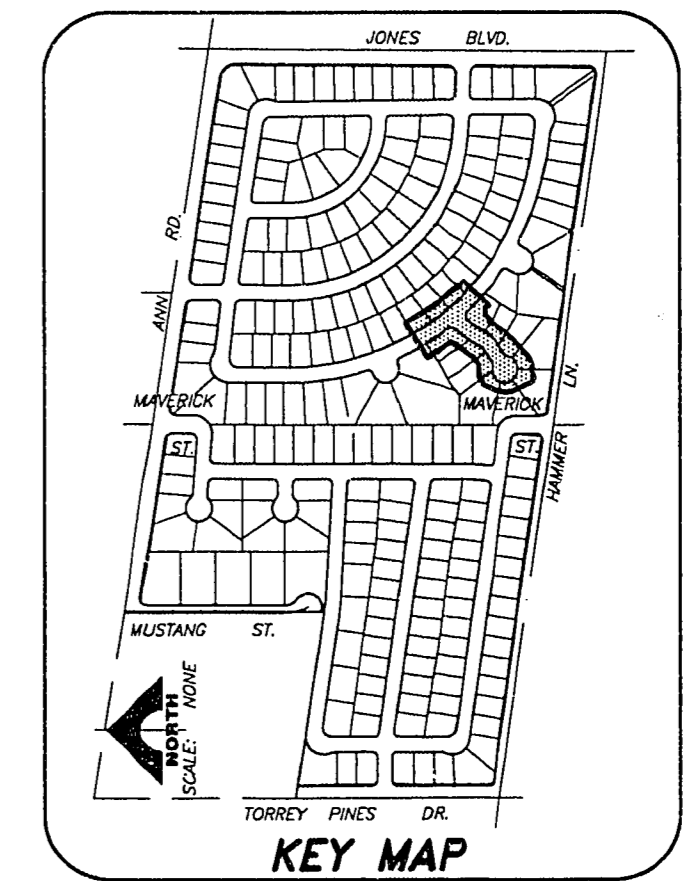 JONES BLVD.
ANN RD.
MAVERICK ST.
MAVERICK ST.
HAMMER LN.
MUSTANG ST.
NORTH
SCALE: NONE
TORREY PINES DR.
KEY MAP